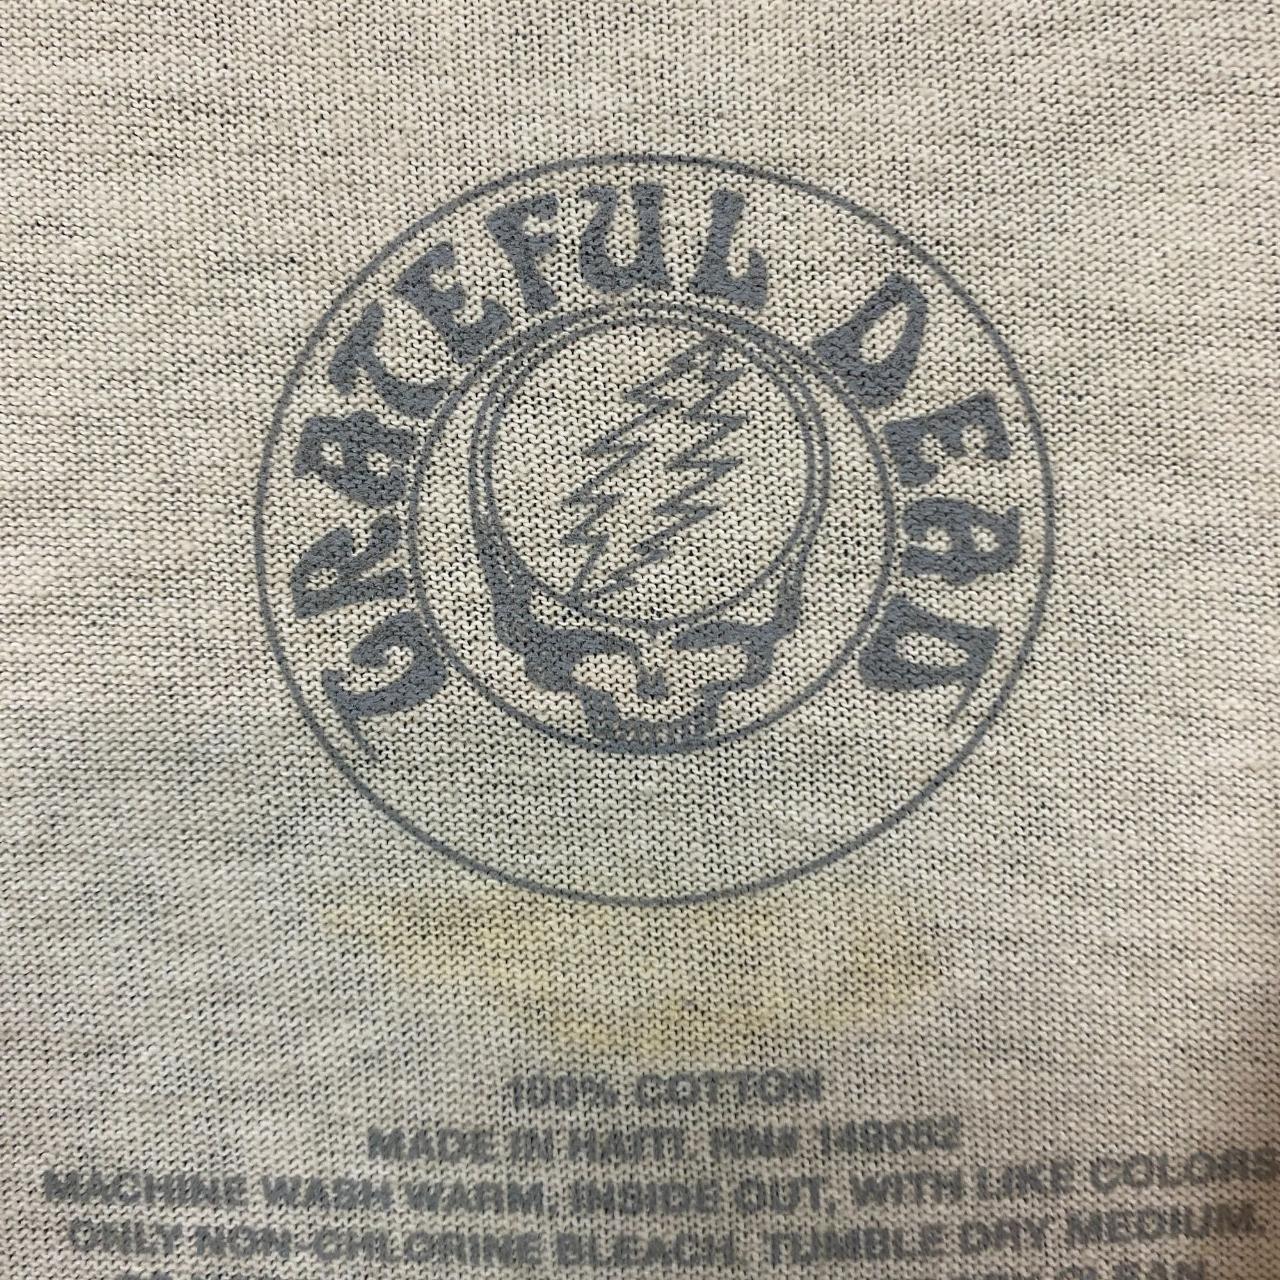 GRATEFUL DEAD
100% COTTON
MADE IN HAITI. RN# 149052
MACHINE WASH WARM, INSIDE OUT, WITH LIKE COLORS
ONLY NON-CHLORINE BLEACH. TUMBLE DRY MEDIUM.
CLEAN